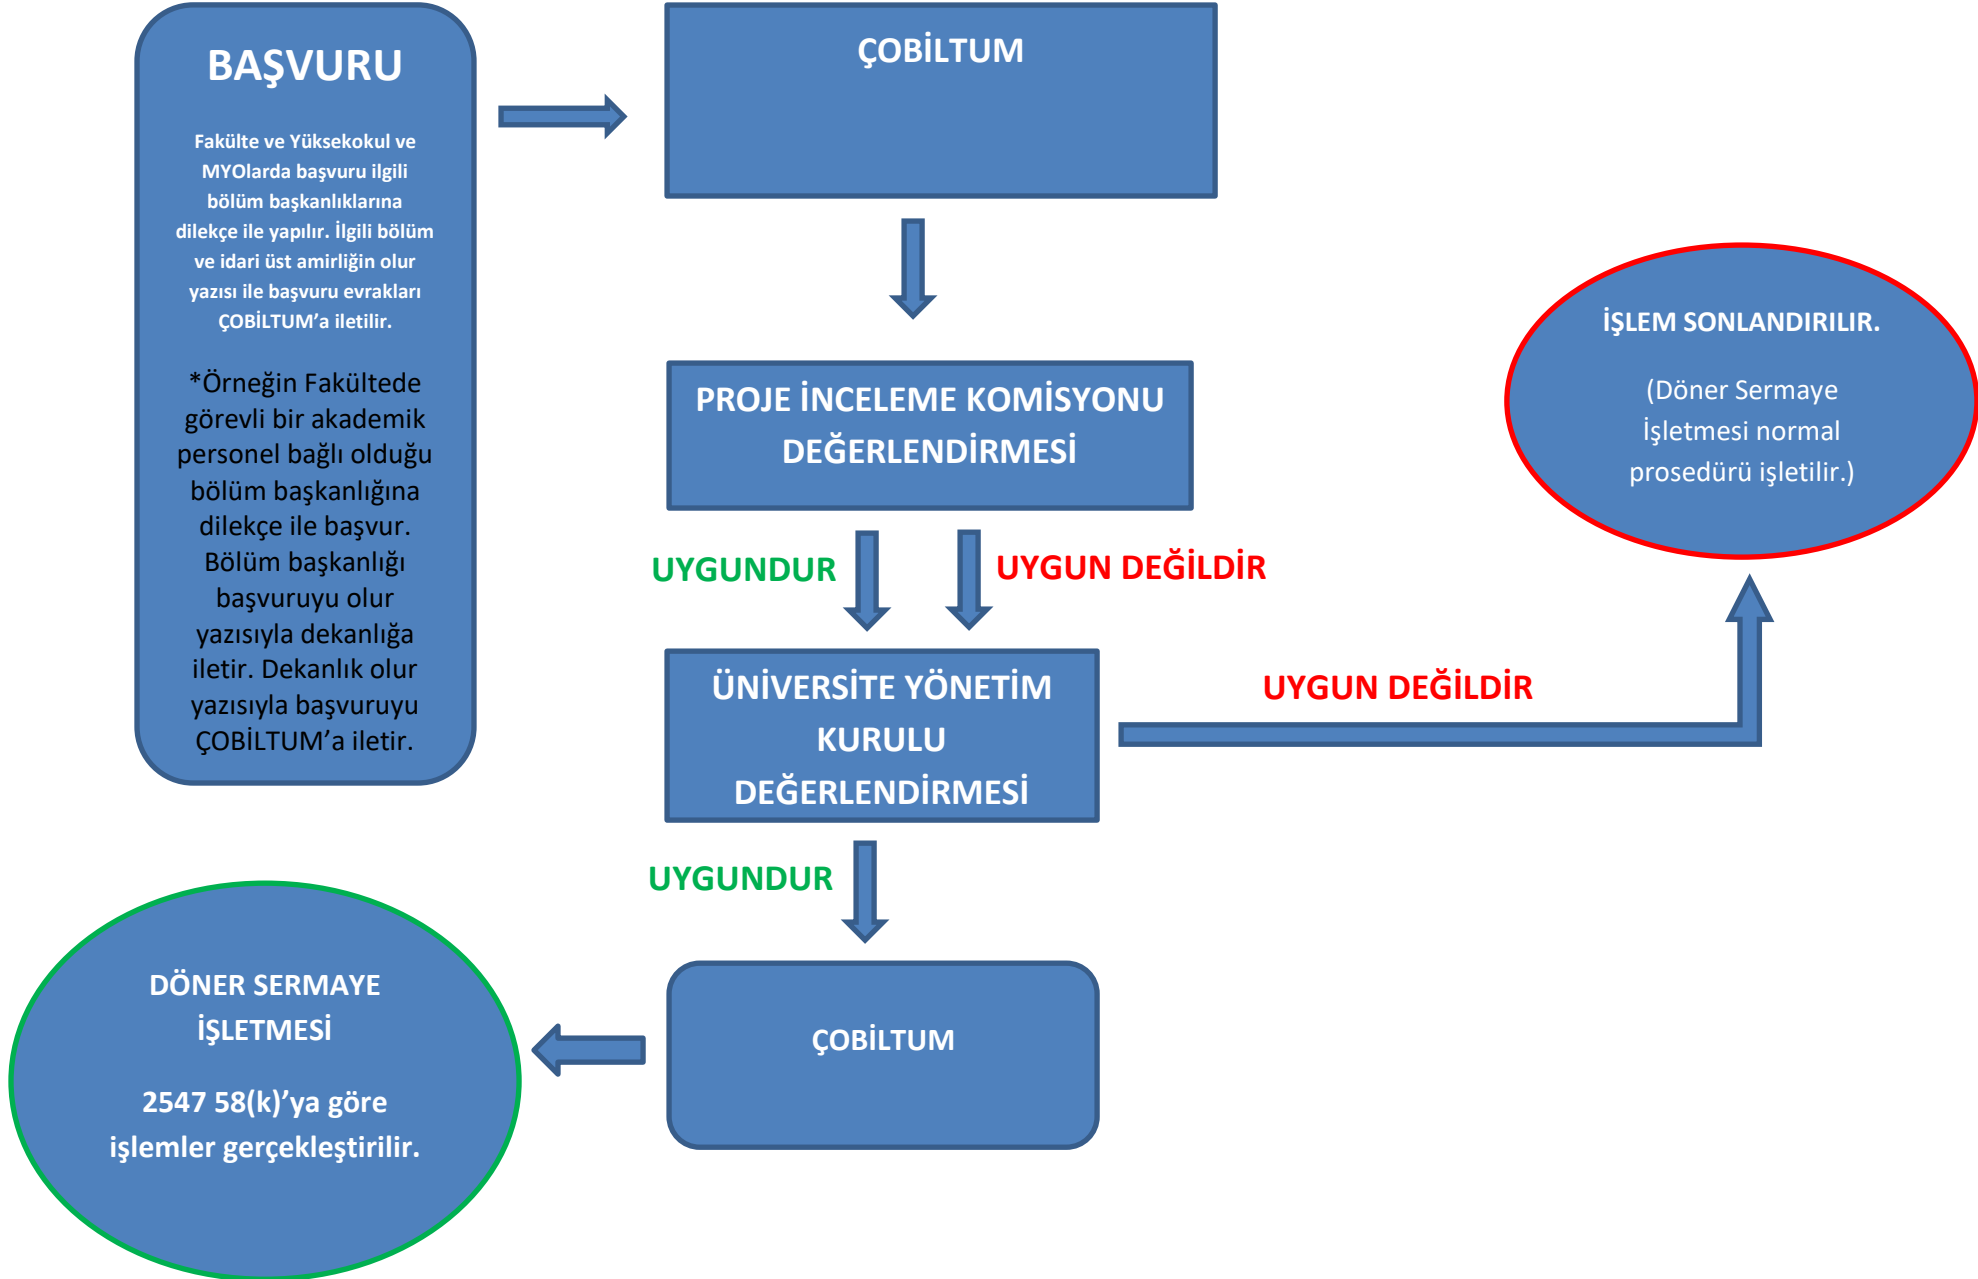 BAŞVURU
Fakülte ve Yüksekokul ve
MYOlarda başvuru ilgili
bölüm başkanlıklarına
dilekçe ile yapılır. İlgili bölüm
ve idari üst amirliğin olur
yazısı ile başvuru evrakları
ÇOBİLTUM’a iletilir.
*Örneğin Fakültede
görevli bir akademik
personel bağlı olduğu
bölüm başkanlığına
dilekçe ile başvur.
Bölüm başkanlığı
başvuruyu olur
yazısıyla dekanlığa
iletir. Dekanlık olur
yazısıyla başvuruyu
ÇOBİLTUM’a iletir.
ÇOBİLTUM
PROJE İNCELEME KOMİSYONU
DEĞERLENDİRMESİ
UYGUNDUR
UYGUN DEĞİLDİR
ÜNİVERSİTE YÖNETİM
KURULU
DEĞERLENDİRMESİ
UYGUN DEĞİLDİR
İŞLEM SONLANDIRILIR.
(Döner Sermaye
İşletmesi normal
prosedürü işletilir.)
UYGUNDUR
ÇOBİLTUM
DÖNER SERMAYE
İŞLETMESİ
2547 58(k)’ya göre
işlemler gerçekleştirilir.